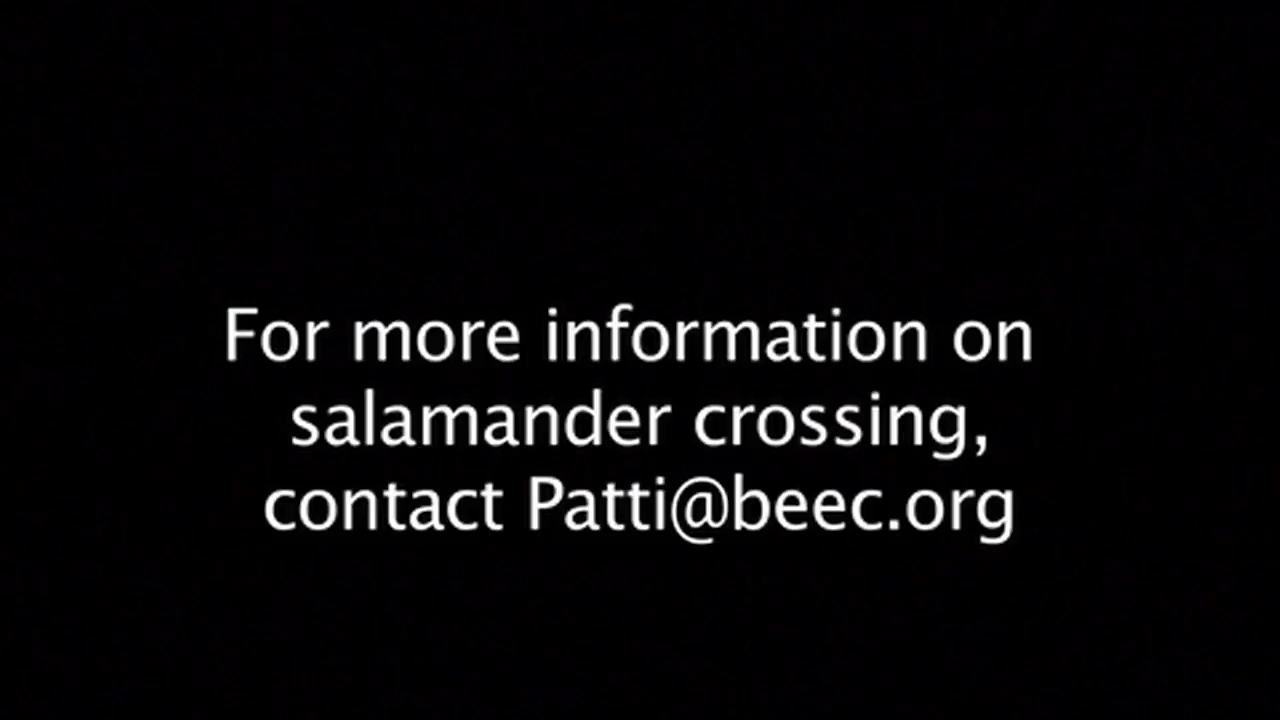 For more information on
salamander crossing,
contact Patti@beec.org